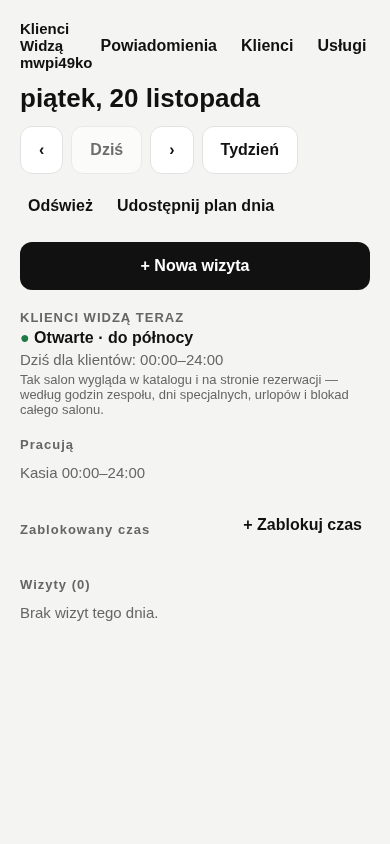 Klienci
Widzą
mwpi49ko
Powiadomienia Klienci Usługi
piątek, 20 listopada
‹ Dziś › Tydzień
Odśwież Udostępnij plan dnia
+ Nowa wizyta
KLIENCI WIDZĄ TERAZ
● Otwarte · do północy
Dziś dla klientów: 00:00–24:00
Tak salon wygląda w katalogu i na stronie rezerwacji —
według godzin zespołu, dni specjalnych, urlopów i blokad
całego salonu.
Pracują
Kasia 00:00–24:00
Zablokowany czas + Zablokuj czas
Wizyty (0)
Brak wizyt tego dnia.